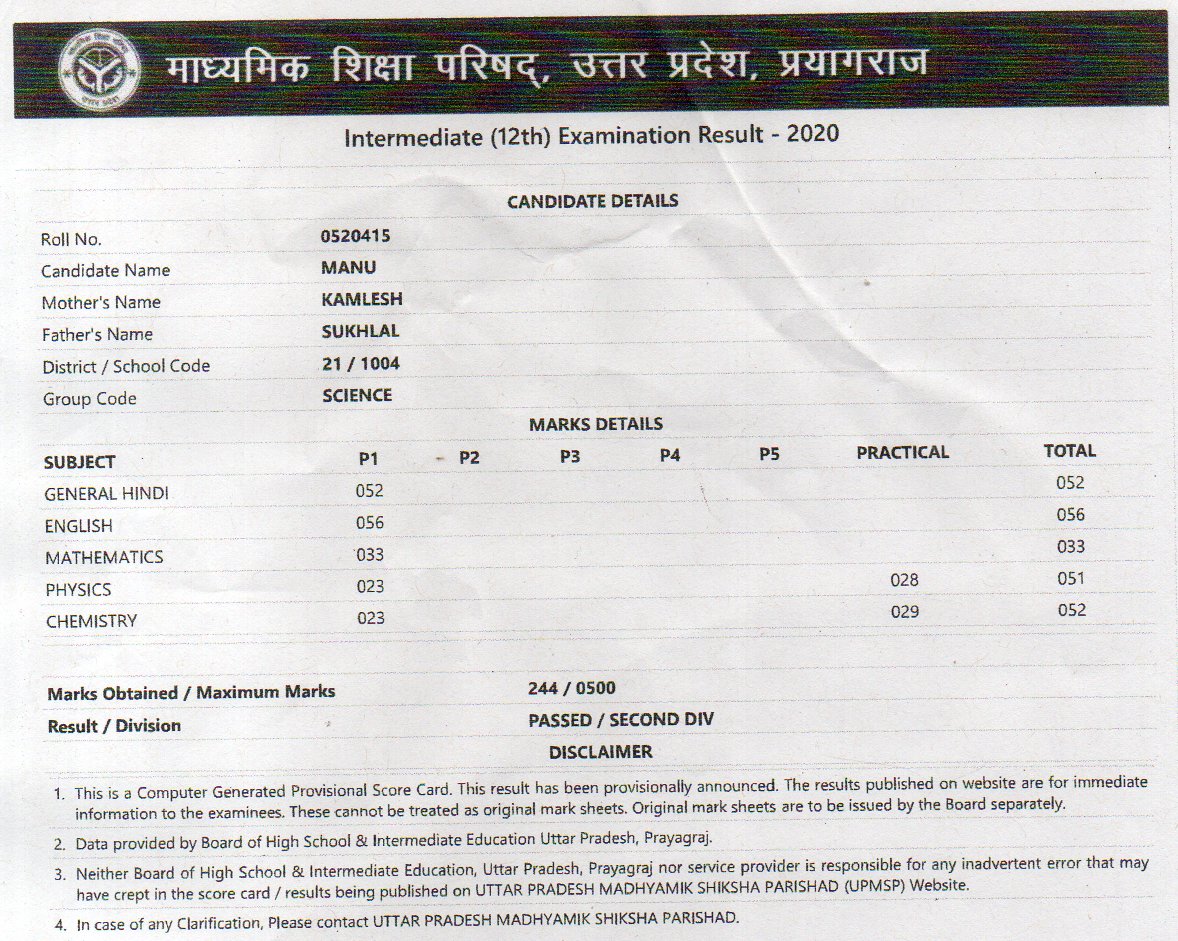 माध्यमिक शिक्षा परिषद्, उत्तर प्रदेश, प्रयागराज
Intermediate (12th) Examination Result - 2020
CANDIDATE DETAILS
Roll No. 0520415
Candidate Name MANU
Mother's Name KAMLESH
Father's Name SUKHLAL
District / School Code 21 / 1004
Group Code SCIENCE
MARKS DETAILS
SUBJECT P1 P2 P3 P4 P5 PRACTICAL TOTAL
GENERAL HINDI 052 052
ENGLISH 056 056
MATHEMATICS 033 033
PHYSICS 023 028 051
CHEMISTRY 023 029 052
Marks Obtained / Maximum Marks 244 / 0500
Result / Division PASSED / SECOND DIV
DISCLAIMER
1. This is a Computer Generated Provisional Score Card. This result has been provisionally announced. The results published on website are for immediate
information to the examinees. These cannot be treated as original mark sheets. Original mark sheets are to be issued by the Board separately.
2. Data provided by Board of High School & Intermediate Education Uttar Pradesh, Prayagraj.
3. Neither Board of High School & Intermediate Education, Uttar Pradesh, Prayagraj nor service provider is responsible for any inadvertent error that may
have crept in the score card / results being published on UTTAR PRADESH MADHYAMIK SHIKSHA PARISHAD (UPMSP) Website.
4. In case of any Clarification, Please contact UTTAR PRADESH MADHYAMIK SHIKSHA PARISHAD.